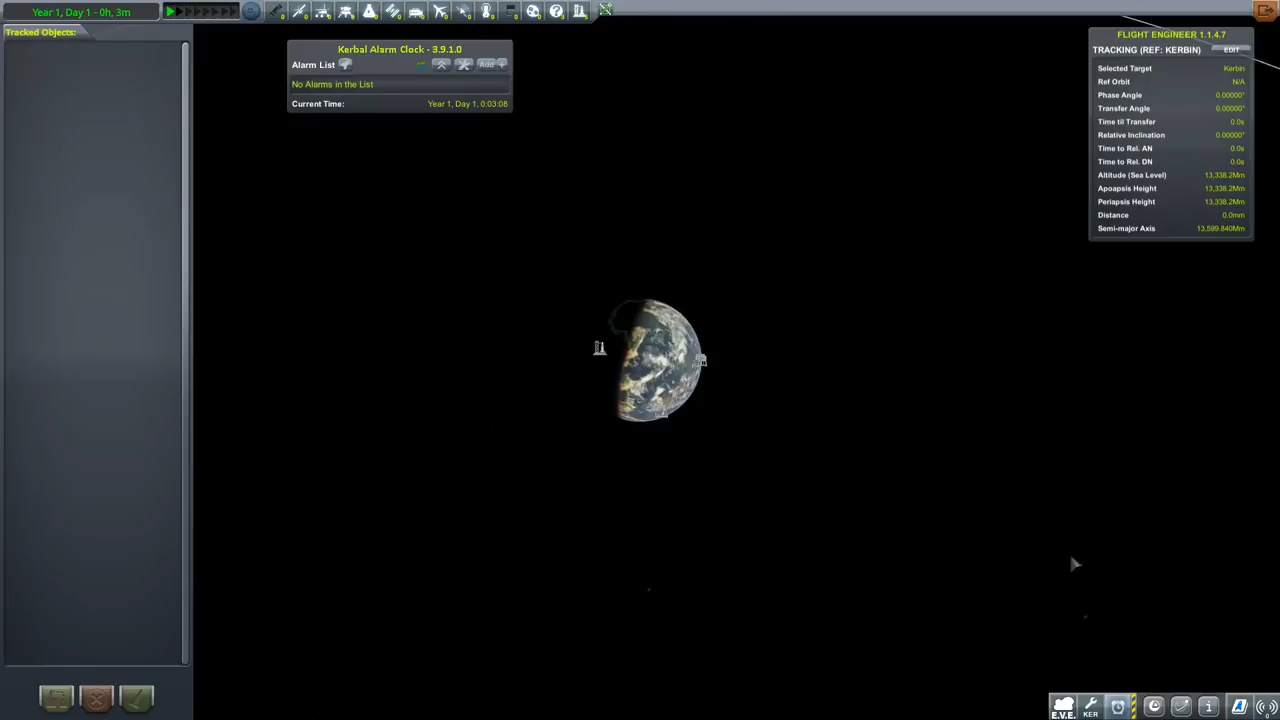 Year 1, Day 1 - 0h, 3m
Tracked Objects:
Kerbal Alarm Clock - 3.9.1.0
Alarm List
Add +
No Alarms in the List
Current Time: Year 1, Day 1, 0:03:08
FLIGHT ENGINEER 1.1.4.7
TRACKING (REF: KERBIN) EDIT
Selected Target Kerbin
Ref Orbit N/A
Phase Angle 0.00000°
Transfer Angle 0.00000°
Time til Transfer 0.0s
Relative Inclination 0.00000°
Time to Rel. AN 0.0s
Time to Rel. DN 0.0s
Altitude (Sea Level) 13,338.2Mm
Apoapsis Height 13,338.2Mm
Periapsis Height 13,338.2Mm
Distance 0.0mm
Semi-major Axis 13,599.840Mm
E.V.E. KER